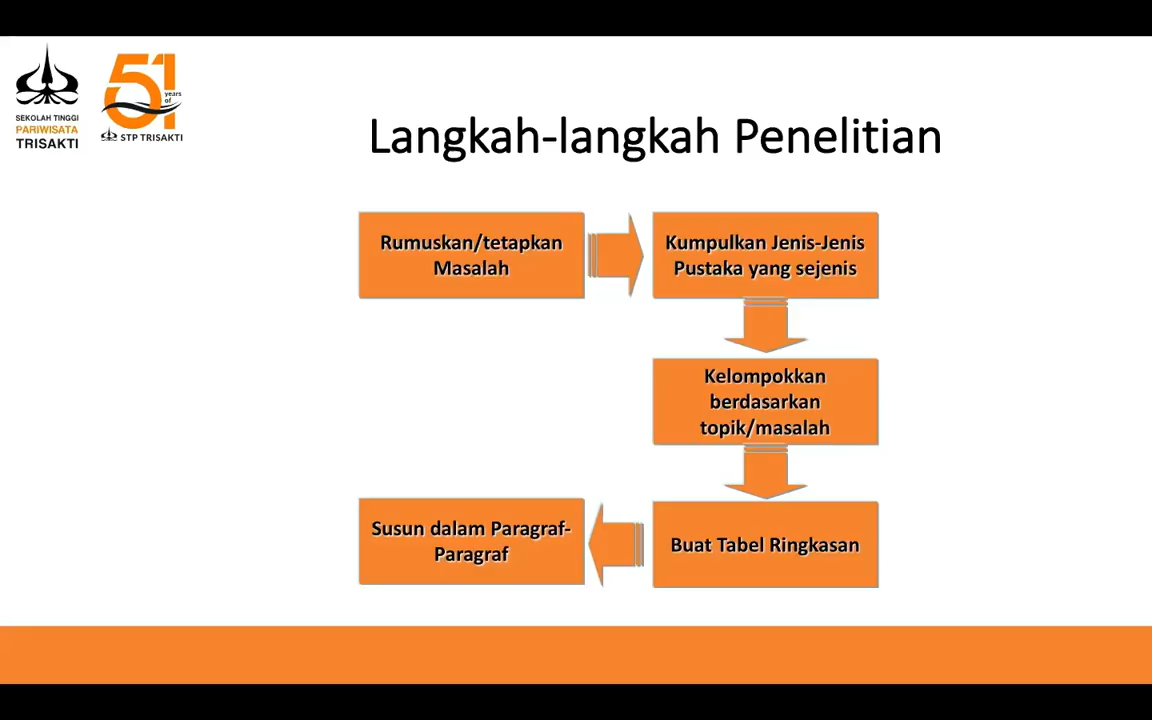 SEKOLAH TINGGI
PARIWISATA
TRISAKTI
51
years
of
STP TRISAKTI
Langkah-langkah Penelitian
Rumuskan/tetapkan
Masalah
Kumpulkan Jenis-Jenis
Pustaka yang sejenis
Kelompokkan
berdasarkan
topik/masalah
Buat Tabel Ringkasan
Susun dalam Paragraf-
Paragraf